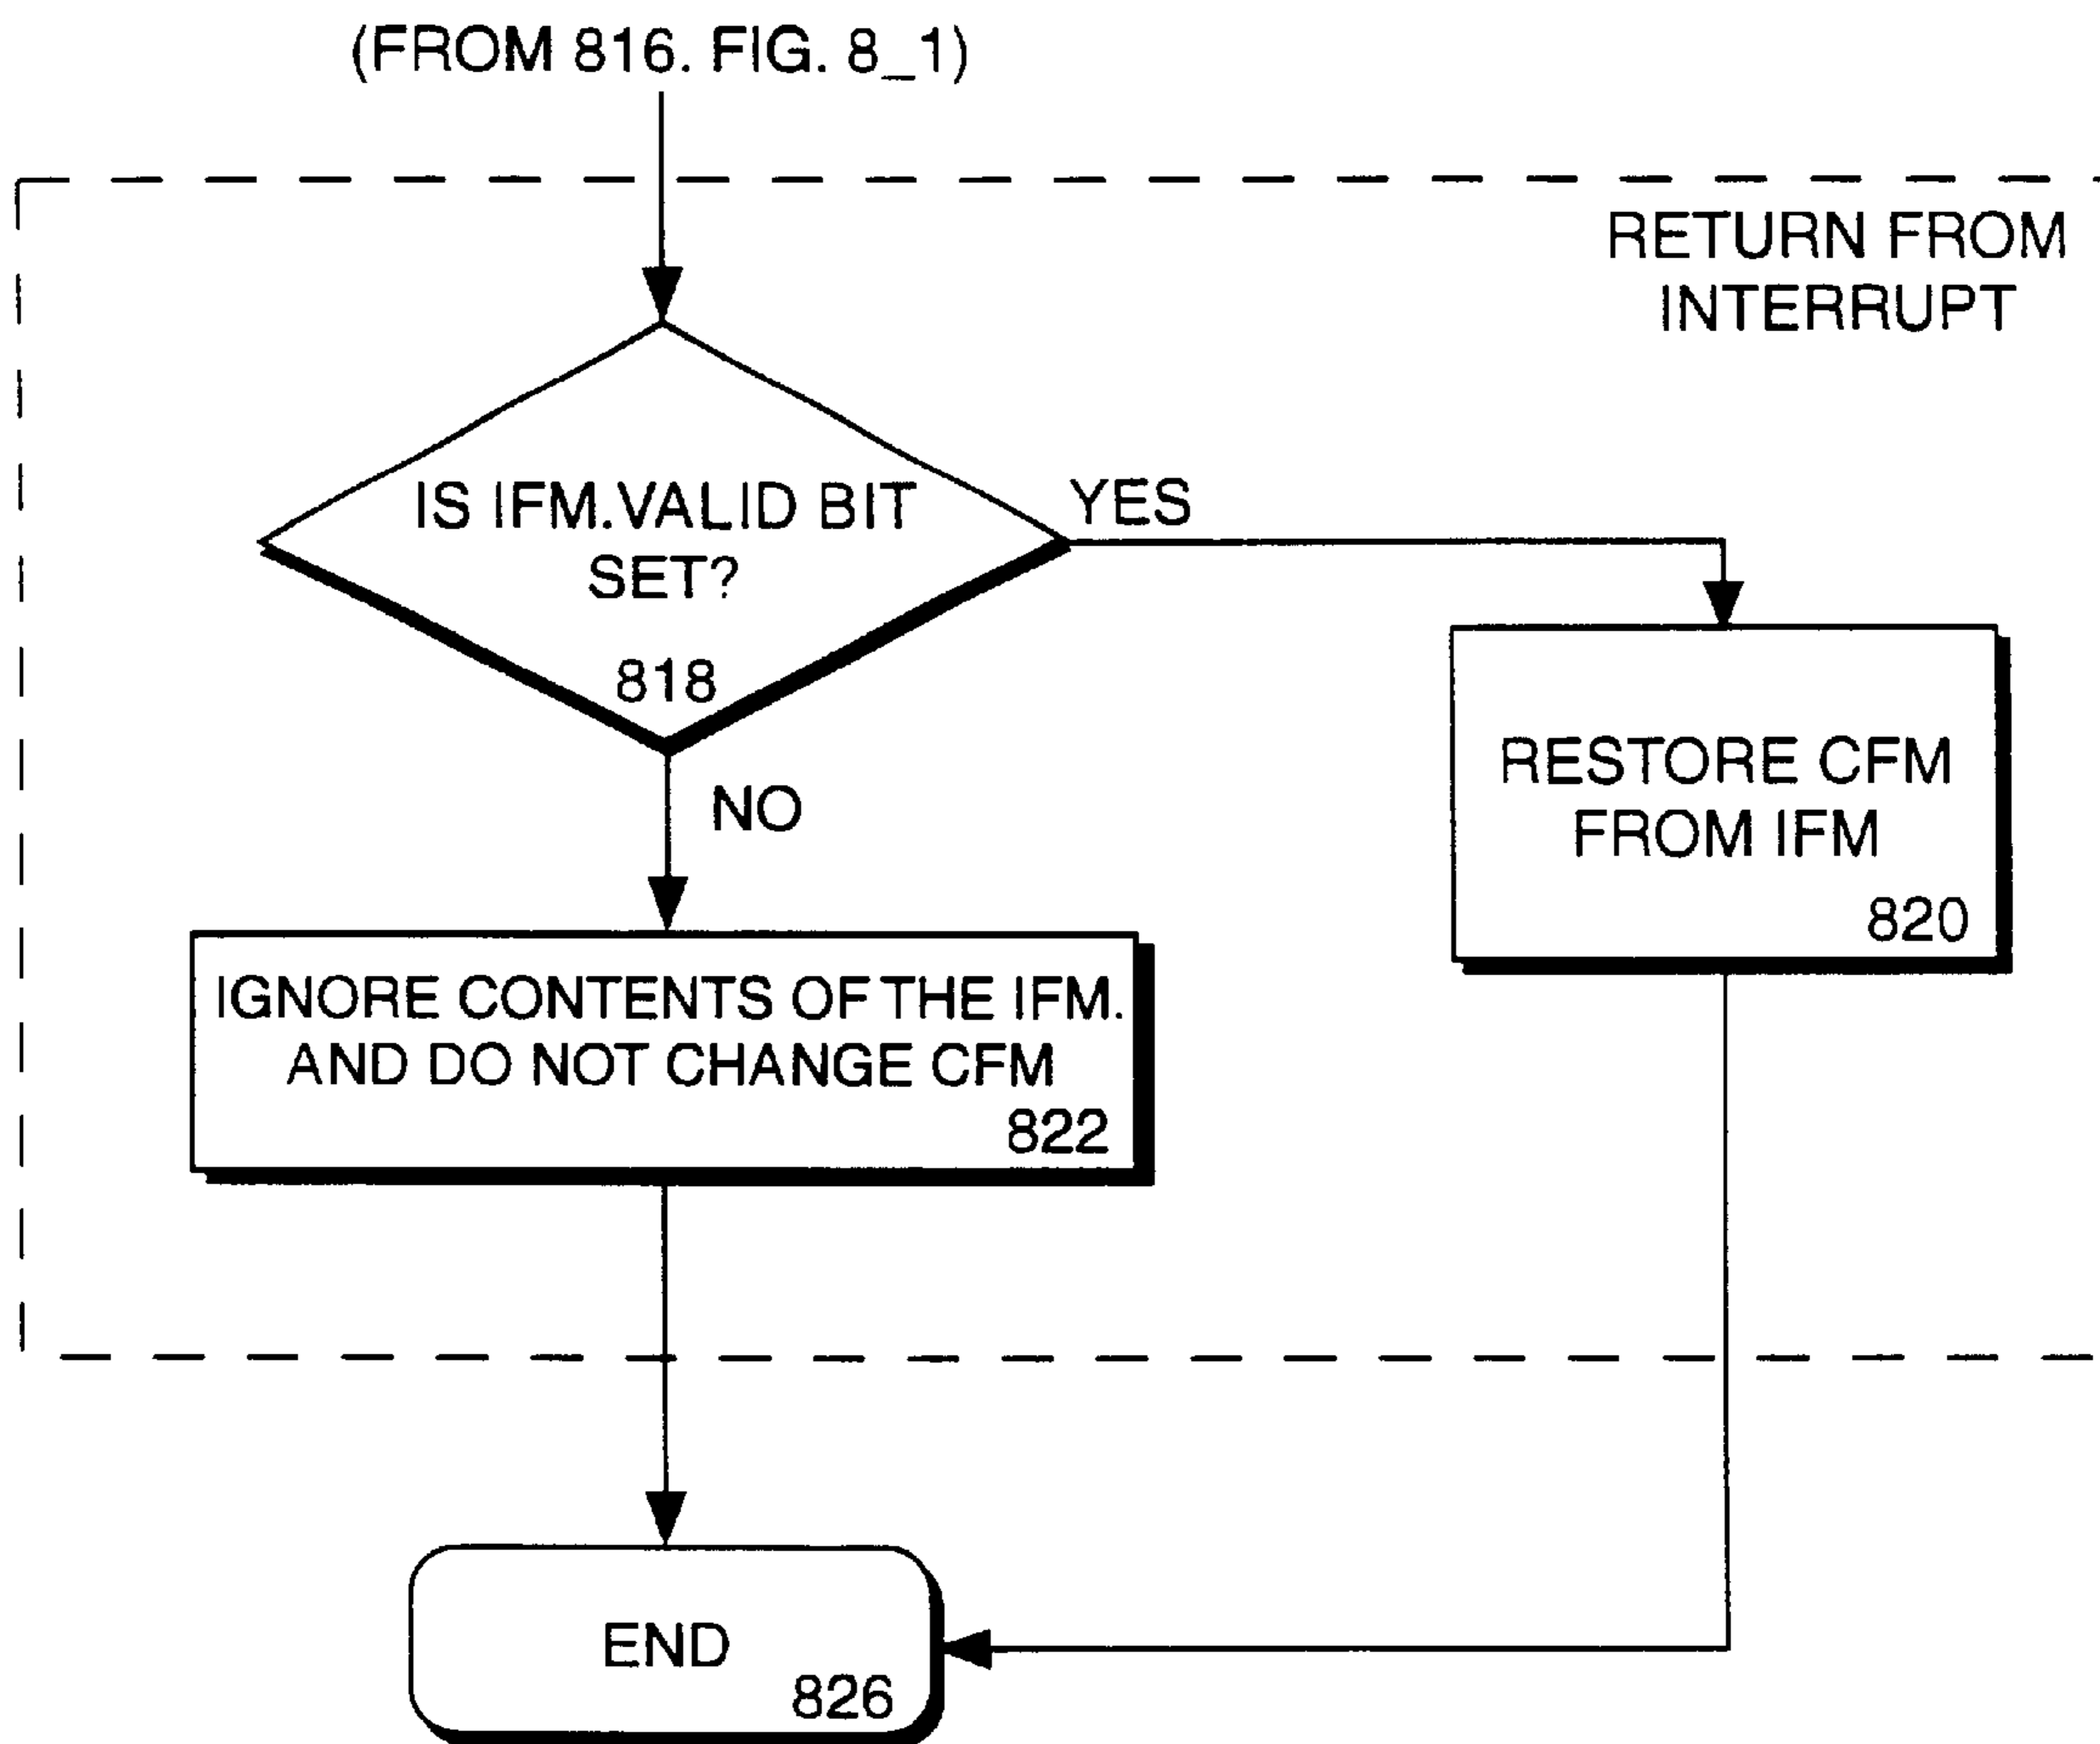 (FROM 816. FIG. 8_1)
RETURN FROM
INTERRUPT
IS IFM.VALID BIT
SET?
818
YES
NO
RESTORE CFM
FROM IFM
820
IGNORE CONTENTS OF THE IFM.
AND DO NOT CHANGE CFM
822
END
826